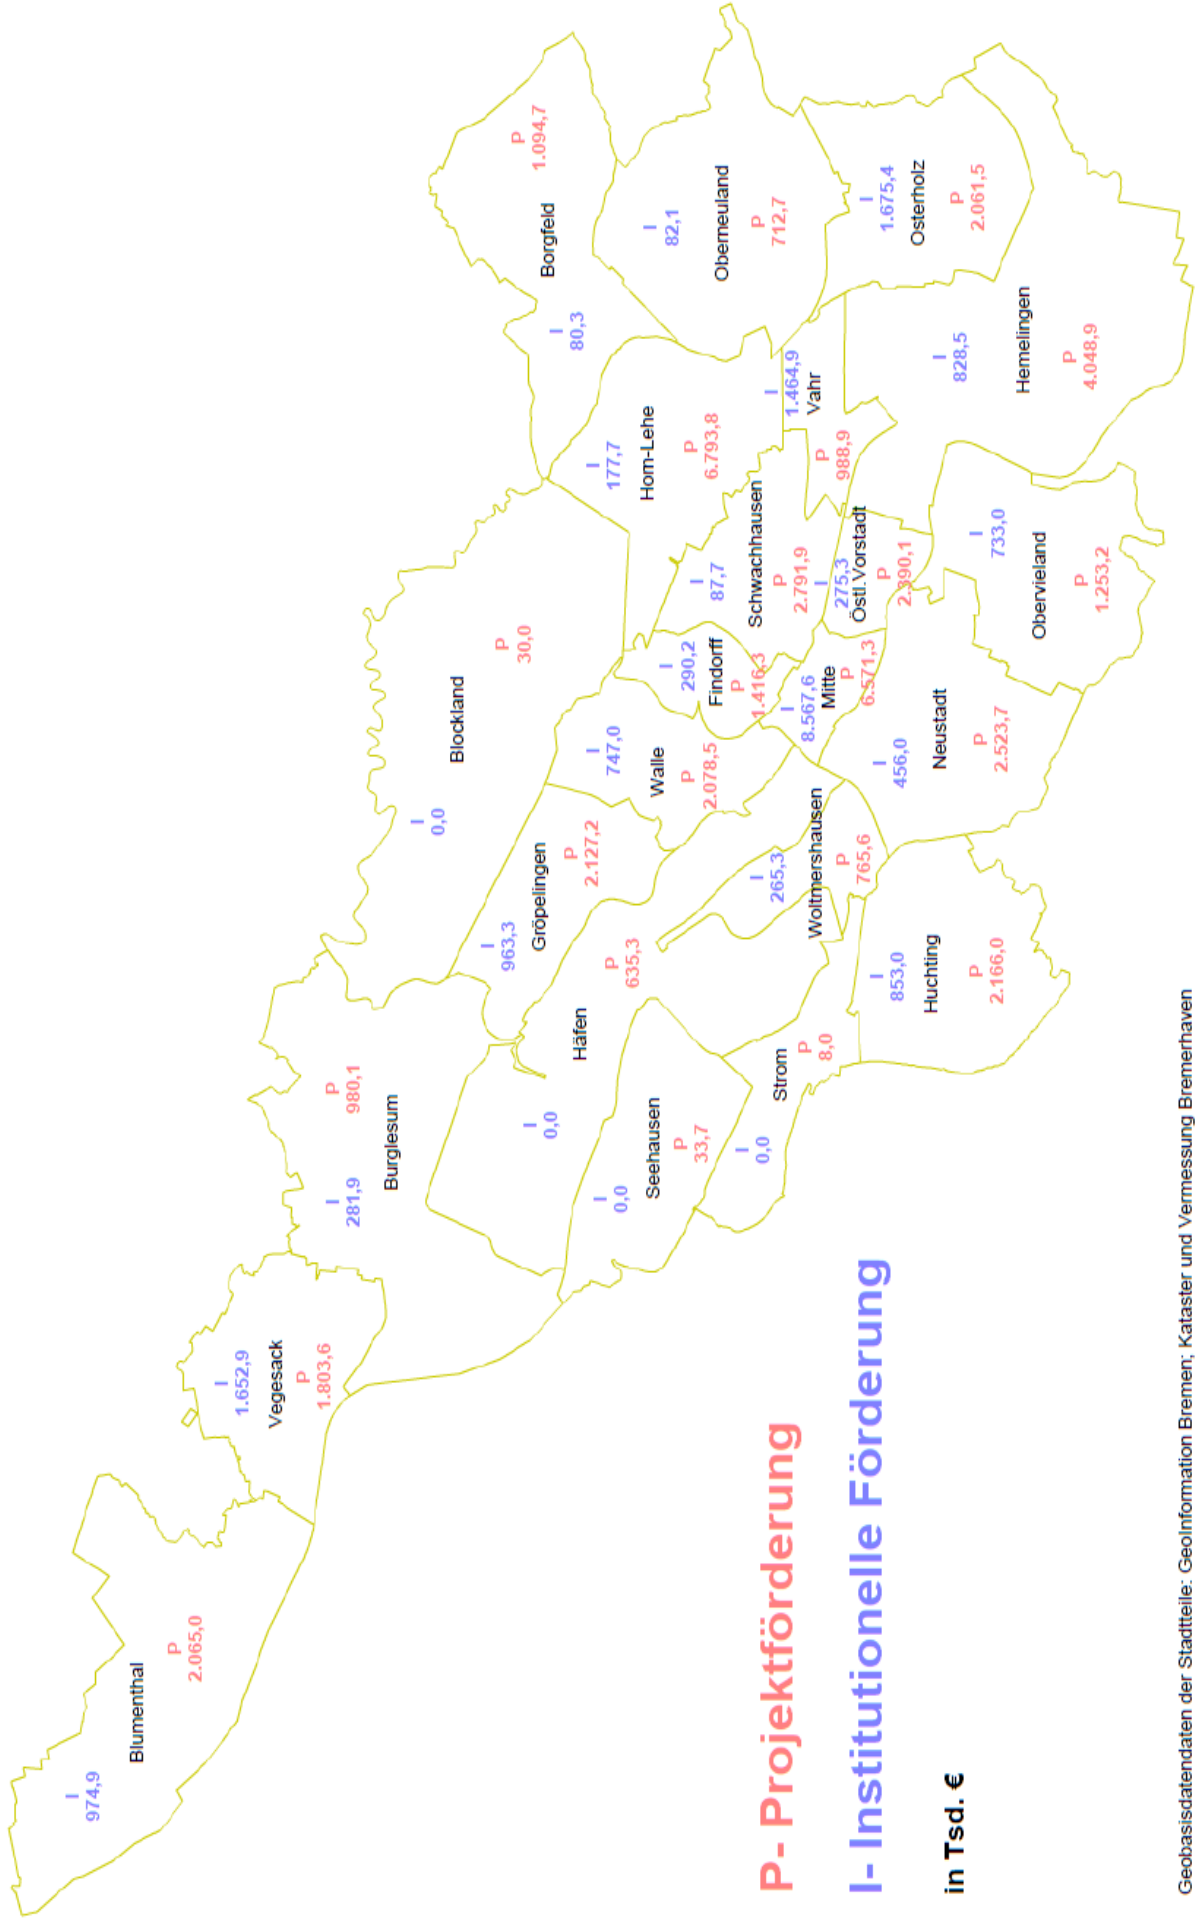 I
974,9
Blumenthal
P
2.065,0
I
1.652,9
Vegesack
P
1.803,6
I
281,9
P
980,1
Burglesum
I
0,0
Blockland
P
30,0
I
963,3
Gröpelingen
P
2.127,2
I
0,0
Häfen
P
635,3
I
0,0
Seehausen
P
33,7
I
0,0
Strom
P
8,0
I
747,0
Walle
P
2.078,5
I
290,2
Findorff
P
1.416,3
I
8.567,6
Mitte
P
6.571,3
I
265,3
Woltmershausen
P
765,6
I
853,0
Huchting
P
2.166,0
I
456,0
Neustadt
P
2.523,7
I
733,0
Obervieland
P
1.253,2
I
275,3
Östl.Vorstadt
P
2.390,1
I
87,7
Schwachhausen
P
2.791,9
I
177,7
Horn-Lehe
P
6.793,8
I
80,3
Borgfeld
P
1.094,7
I
82,1
Oberneuland
P
712,7
I
1.464,9
Vahr
P
988,9
I
1.675,4
Osterholz
P
2.061,5
I
828,5
Hemelingen
P
4.048,9
P- Projektförderung
I- Institutionelle Förderung
in Tsd. €
Geobasisdatendaten der Stadtteile: GeoInformation Bremen; Kataster und Vermessung Bremerhaven